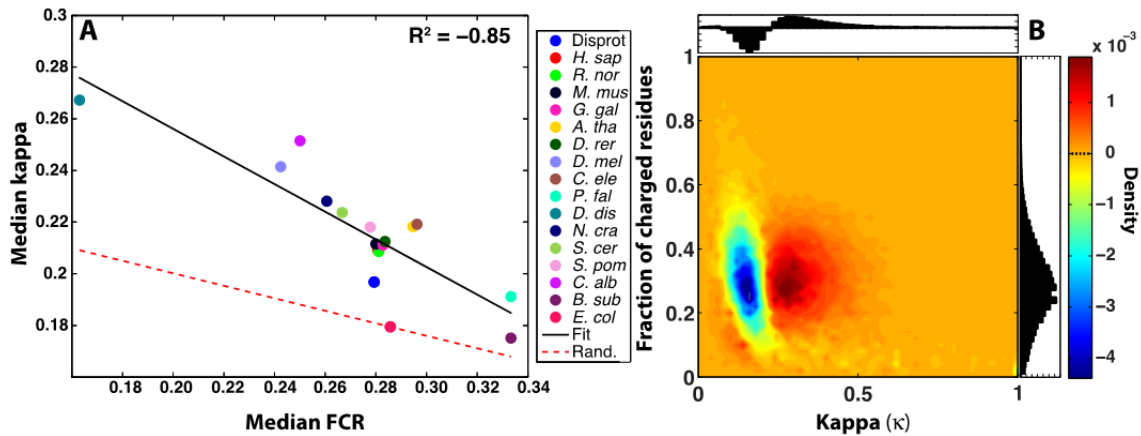 A
R² = −0.85
0.3
0.28
0.26
0.24
0.22
0.20
0.18
Median kappa
0.18
0.20
0.22
0.24
0.26
0.28
0.30
0.32
0.34
Median FCR
Disprot
H. sap
R. nor
M. mus
G. gal
A. tha
D. rer
D. mel
C. ele
P. fal
D. dis
N. cra
S. cer
S. pom
C. alb
B. sub
E. col
Fit
Rand.
B
1
0.8
0.6
0.4
0.2
0
Fraction of charged residues
0
0.5
1
Kappa (κ)
x 10⁻³
1
0
−1
−2
−3
−4
Density